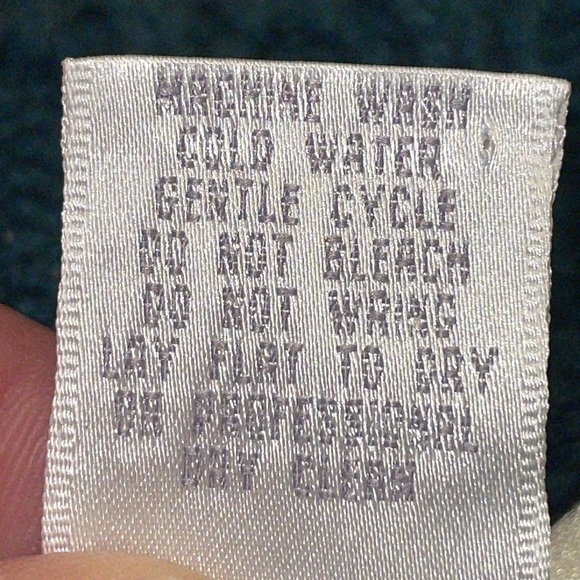 MACHINE WASH
COLD WATER
GENTLE CYCLE
DO NOT BLEACH
DO NOT WRING
LAY FLAT TO DRY
OR PROFESSIONAL
DRY CLEAN